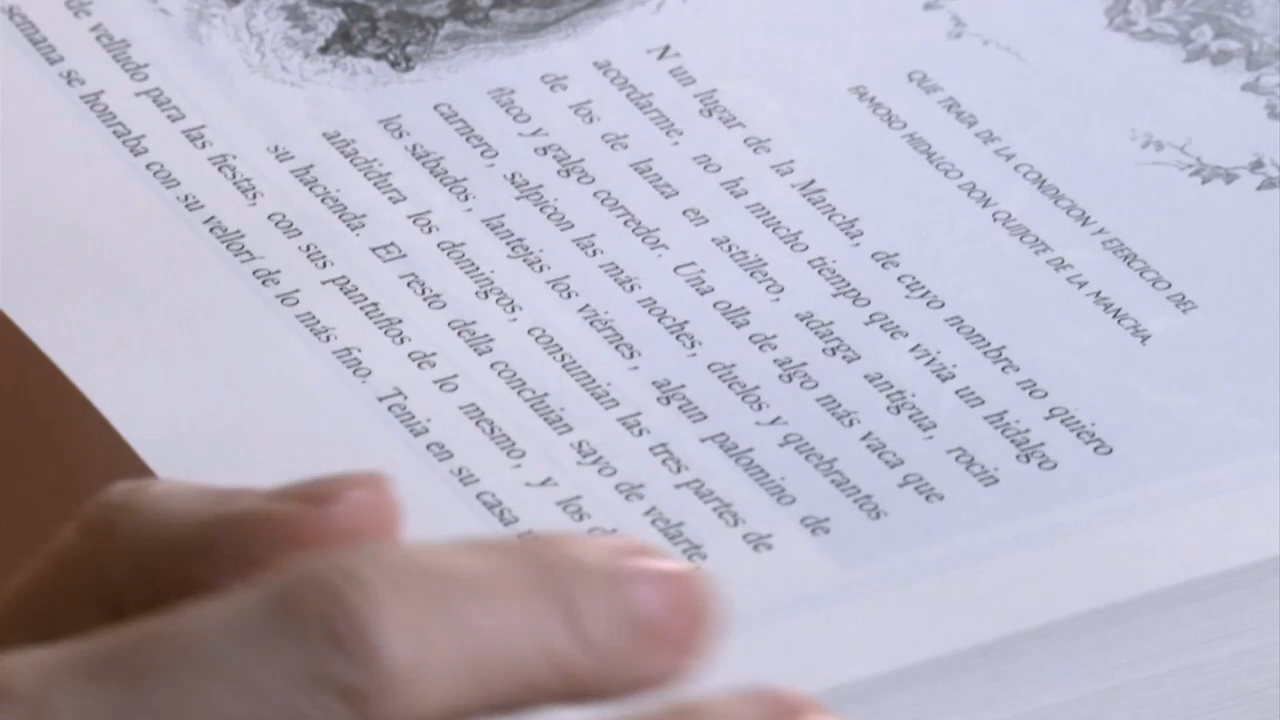 QUE TRATA DE LA CONDICION Y EJERCICIO DEL
FAMOSO HIDALGO DON QUIJOTE DE LA MANCHA.
N un lugar de la Mancha, de cuyo nombre no quiero
acordarme, no ha mucho tiempo que vivia un hidalgo
de los de lanza en astillero, adarga antigua, rocin
flaco y galgo corredor. Una olla de algo más vaca que
carnero, salpicon las más noches, duelos y quebrantos
los sábados, lantejas los viérnes, algun palomino de
añadidura los domingos, consumian las tres partes de
su hacienda. El resto della concluian sayo de velarte,
de velludo para las fiestas, con sus pantuflos de lo mesmo, y los
semana se honraba con su vellorí de lo más fino. Tenia en su casa